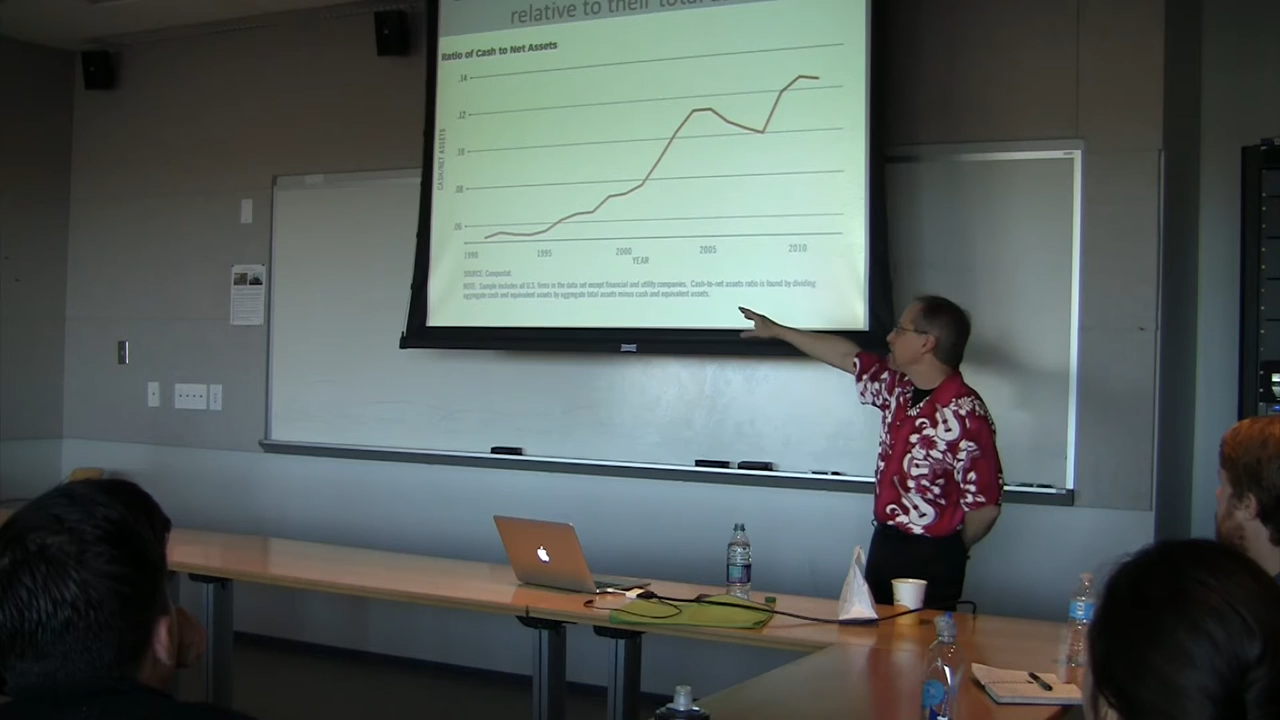 relative to their total
Ratio of Cash to Net Assets
.14
.12
.10
.08
.06
CASH/NET ASSETS
1990 1995 2000 2005 2010
YEAR
SOURCE: Compustat.
NOTE: Sample includes all U.S. firms in the data set except financial and utility companies. Cash-to-net assets ratio is found by dividing
aggregate cash and equivalent assets by aggregate total assets minus cash and equivalent assets.